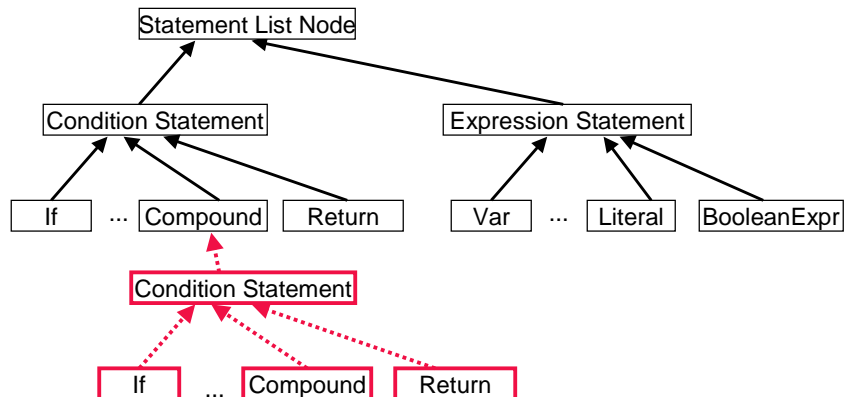 Statement List Node
Condition Statement Expression Statement
If ... Compound Return Var ... Literal BooleanExpr
Condition Statement
If ... Compound Return